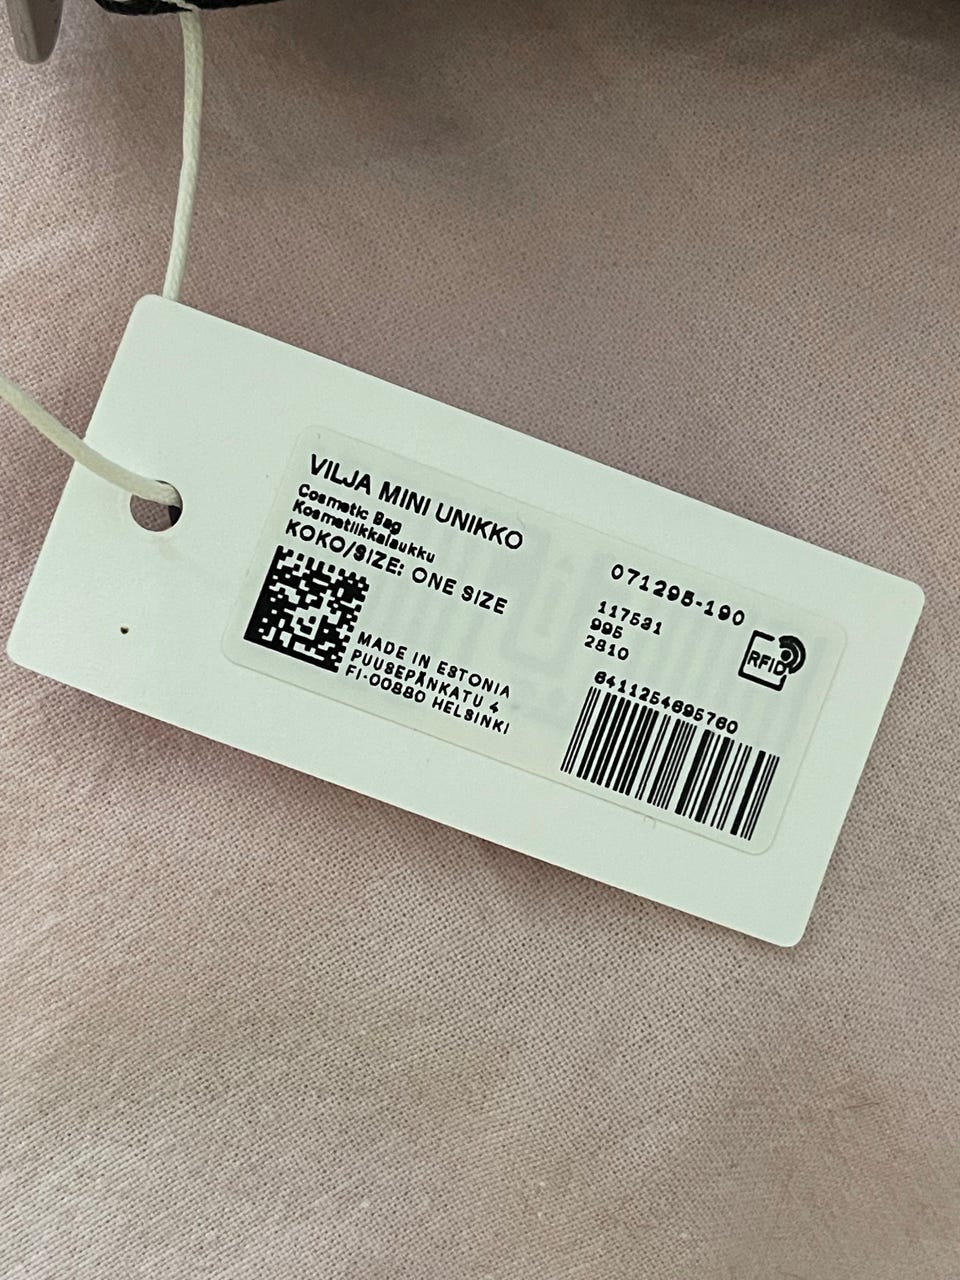 VILJA MINI UNIKKO
Cosmetic Bag
Kosmetiikkalaukku
KOKO/SIZE: ONE SIZE
MADE IN ESTONIA
PUUSEPÄNKATU 4
FI-00880 HELSINKI
071295-190
117531
995
2810
RFID
6411254695760